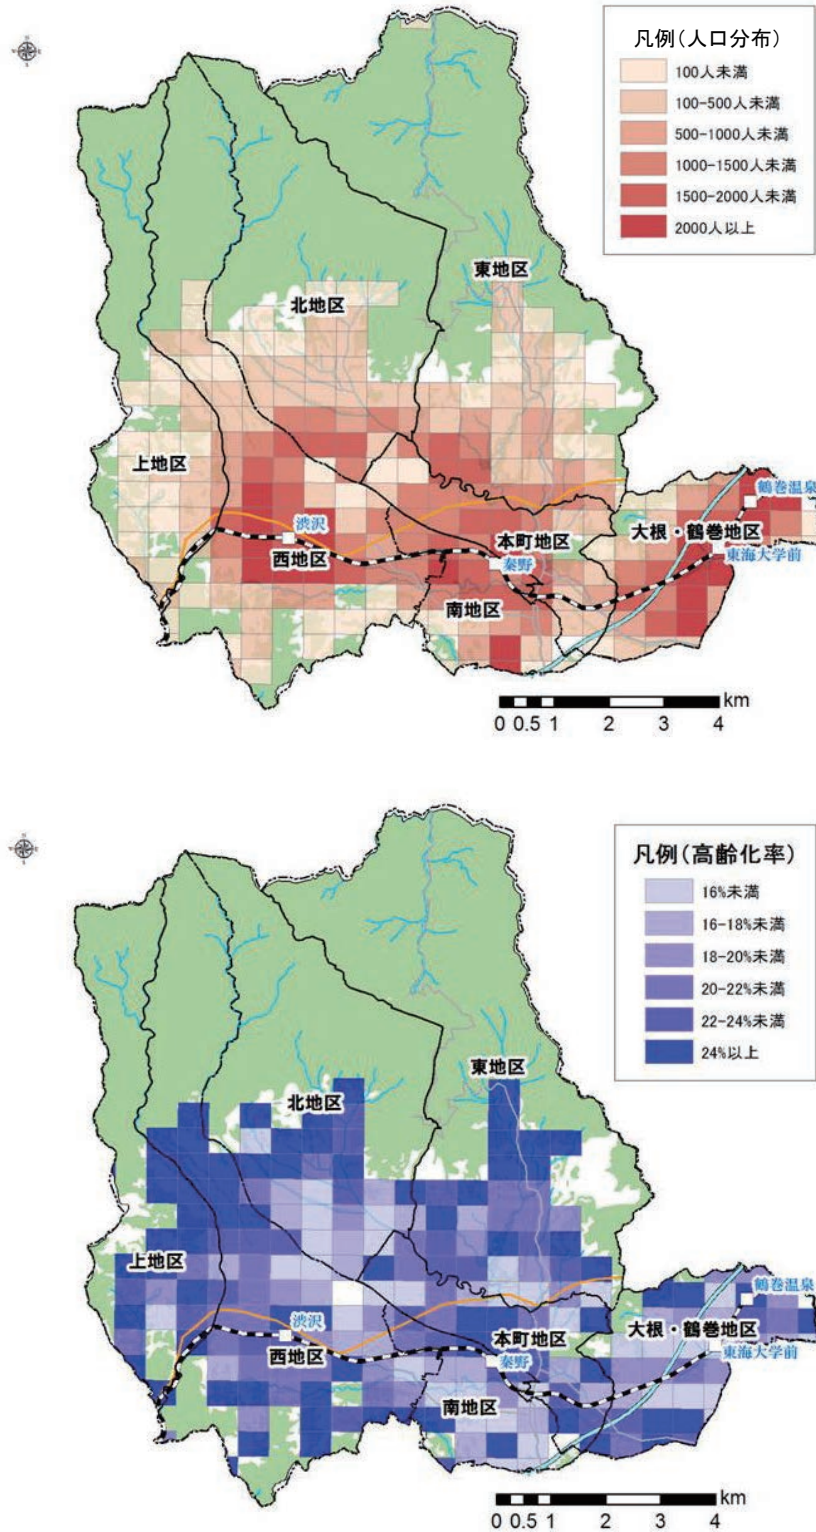 凡例(人口分布)
100人未満
100-500人未満
500-1000人未満
1000-1500人未満
1500-2000人未満
2000人以上
東地区
北地区
上地区
鶴巻温泉
渋沢
本町地区
大根・鶴巻地区
西地区
秦野
東海大学前
南地区
km
0 0.5 1 2 3 4
凡例(高齢化率)
16%未満
16-18%未満
18-20%未満
20-22%未満
22-24%未満
24%以上
東地区
北地区
上地区
鶴巻温泉
渋沢
本町地区
大根・鶴巻地区
西地区
秦野
東海大学前
南地区
km
0 0.5 1 2 3 4